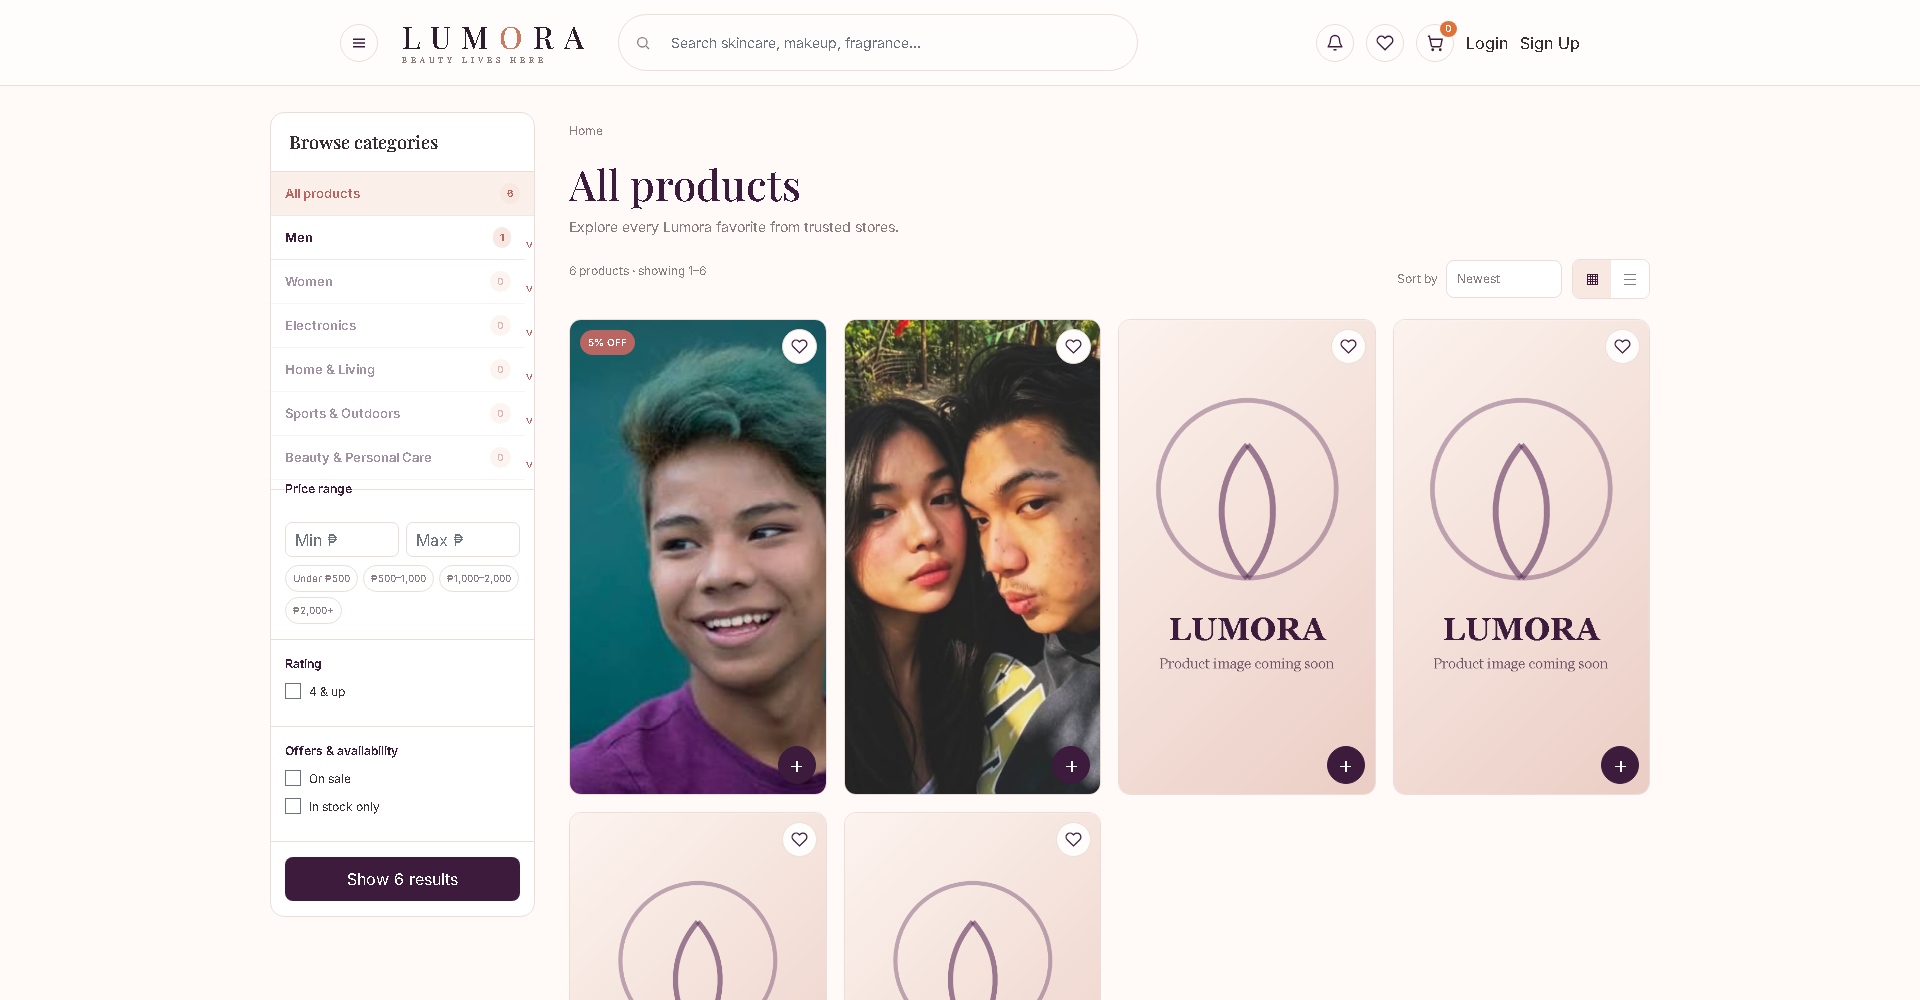 LUMORA
BEAUTY LIVES HERE
Search skincare, makeup, fragrance...
0
Login
Sign Up
Browse categories
All products
6
Men
1
Women
0
Electronics
0
Home & Living
0
Sports & Outdoors
0
Beauty & Personal Care
0
Price range
Min ₱
Max ₱
Under ₱500
₱500–1,000
₱1,000–2,000
₱2,000+
Rating
4 & up
Offers & availability
On sale
In stock only
Show 6 results
Home
All products
Explore every Lumora favorite from trusted stores.
6 products · showing 1–6
Sort by
Newest
5% OFF
+
+
LUMORA
Product image coming soon
+
LUMORA
Product image coming soon
+